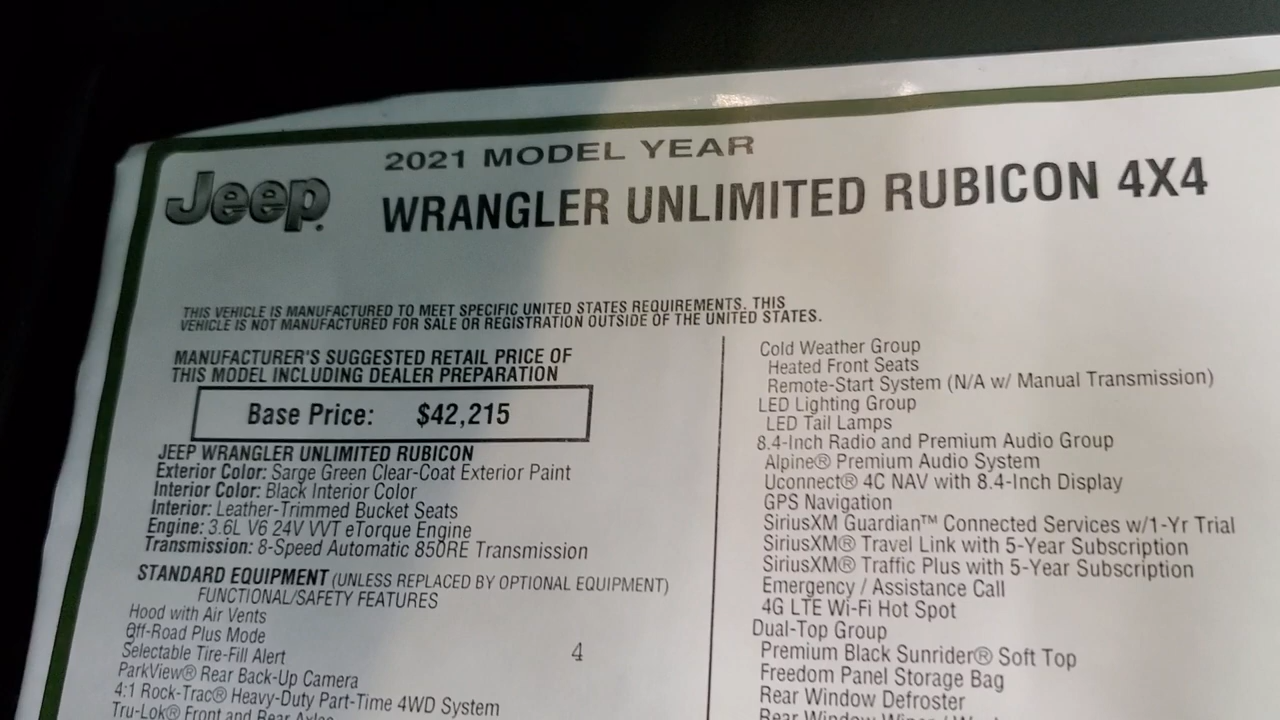 Jeep®
2021 MODEL YEAR
WRANGLER UNLIMITED RUBICON 4X4
THIS VEHICLE IS MANUFACTURED TO MEET SPECIFIC UNITED STATES REQUIREMENTS. THIS
VEHICLE IS NOT MANUFACTURED FOR SALE OR REGISTRATION OUTSIDE OF THE UNITED STATES.
MANUFACTURER'S SUGGESTED RETAIL PRICE OF
THIS MODEL INCLUDING DEALER PREPARATION
Base Price: $42,215
JEEP WRANGLER UNLIMITED RUBICON
Exterior Color: Sarge Green Clear-Coat Exterior Paint
Interior Color: Black Interior Color
Interior: Leather-Trimmed Bucket Seats
Engine: 3.6L V6 24V VVT eTorque Engine
Transmission: 8-Speed Automatic 850RE Transmission
STANDARD EQUIPMENT (UNLESS REPLACED BY OPTIONAL EQUIPMENT)
FUNCTIONAL/SAFETY FEATURES
Hood with Air Vents
Off-Road Plus Mode
Selectable Tire-Fill Alert
4
ParkView® Rear Back-Up Camera
4:1 Rock-Trac® Heavy-Duty Part-Time 4WD System
Tru-Lok® Front and Rear Axles
Cold Weather Group
Heated Front Seats
Remote-Start System (N/A w/ Manual Transmission)
LED Lighting Group
LED Tail Lamps
8.4-Inch Radio and Premium Audio Group
Alpine® Premium Audio System
Uconnect® 4C NAV with 8.4-Inch Display
GPS Navigation
SiriusXM Guardian™ Connected Services w/1-Yr Trial
SiriusXM® Travel Link with 5-Year Subscription
SiriusXM® Traffic Plus with 5-Year Subscription
Emergency / Assistance Call
4G LTE Wi-Fi Hot Spot
Dual-Top Group
Premium Black Sunrider® Soft Top
Freedom Panel Storage Bag
Rear Window Defroster
Rear Window